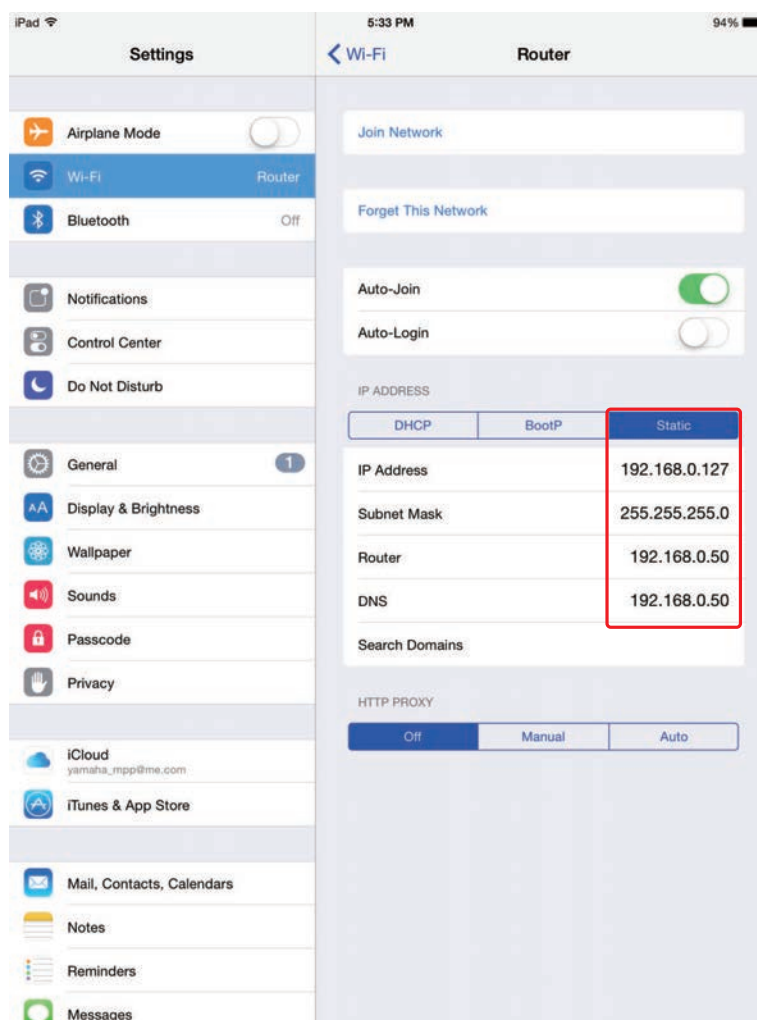 iPad 5:33 PM 94%
Settings
Wi-Fi Router
Airplane Mode
Wi-Fi Router
Bluetooth Off
Notifications
Control Center
Do Not Disturb
General 1
Display & Brightness
Wallpaper
Sounds
Passcode
Privacy
iCloud
yamaha_mpp@me.com
iTunes & App Store
Mail, Contacts, Calendars
Notes
Reminders
Messages
Join Network
Forget This Network
Auto-Join
Auto-Login
IP ADDRESS
DHCP BootP Static
IP Address 192.168.0.127
Subnet Mask 255.255.255.0
Router 192.168.0.50
DNS 192.168.0.50
Search Domains
HTTP PROXY
Off Manual Auto